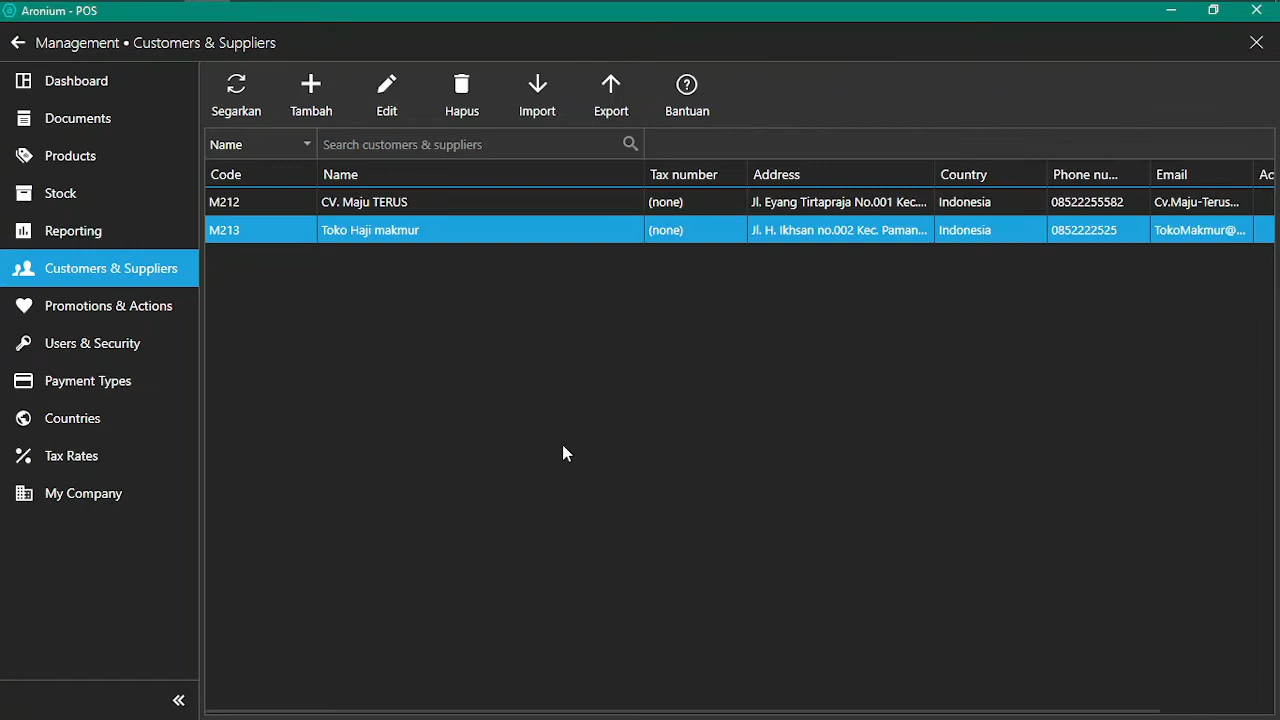 Aronium - POS
Management • Customers & Suppliers
Dashboard
Documents
Products
Stock
Reporting
Customers & Suppliers
Promotions & Actions
Users & Security
Payment Types
Countries
Tax Rates
My Company
Segarkan Tambah Edit Hapus Import Export Bantuan
Name Search customers & suppliers
Code Name Tax number Address Country Phone nu... Email Ac
M212 CV. Maju TERUS (none) Jl. Eyang Tirtapraja No.001 Kec.... Indonesia 08522255582 Cv.Maju-Terus...
M213 Toko Haji makmur (none) Jl. H. Ikhsan no.002 Kec. Paman... Indonesia 0852222525 TokoMakmur@...